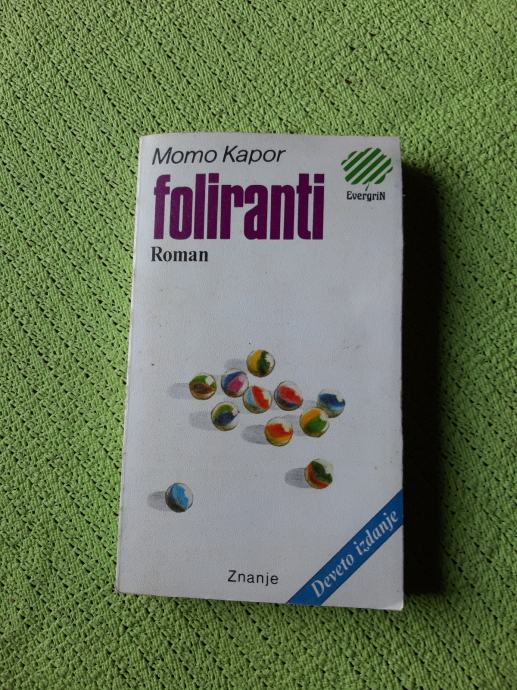 Momo Kapor
foliranti
Roman
EvergriN
Znanje
Deveto izdanje